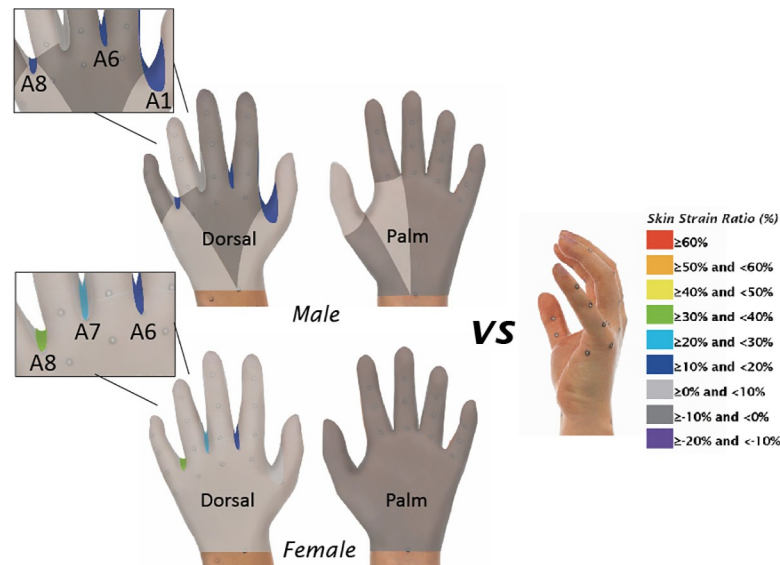 A8
A6
A1
Dorsal
Palm
Male
A8
A7
A6
Dorsal
Palm
Female
VS
Skin Strain Ratio (%)
≥60%
≥50% and <60%
≥40% and <50%
≥30% and <40%
≥20% and <30%
≥10% and <20%
≥0% and <10%
≥-10% and <0%
≥-20% and <-10%